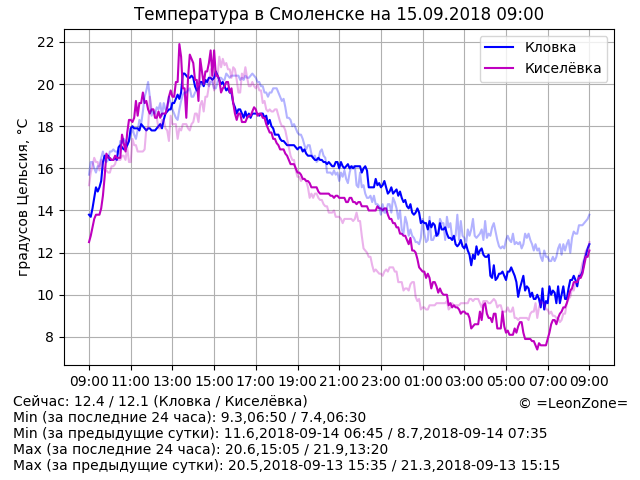 Температура в Смоленске на 15.09.2018 09:00
Кловка
Киселёвка
градусов Цельсия, °C
22
20
18
16
14
12
10
8
09:00 11:00 13:00 15:00 17:00 19:00 21:00 23:00 01:00 03:00 05:00 07:00 09:00
Сейчас: 12.4 / 12.1 (Кловка / Киселёвка)
© =LeonZone=
Min (за последние 24 часа): 9.3,06:50 / 7.4,06:30
Min (за предыдущие сутки): 11.6,2018-09-14 06:45 / 8.7,2018-09-14 07:35
Max (за последние 24 часа): 20.6,15:05 / 21.9,13:20
Max (за предыдущие сутки): 20.5,2018-09-13 15:35 / 21.3,2018-09-13 15:15